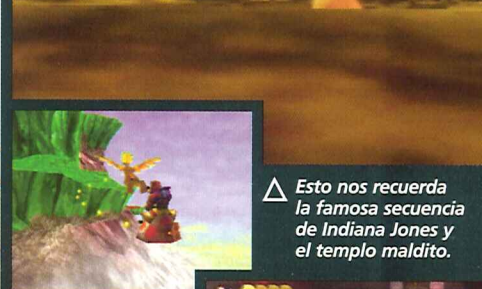 Esto nos recuerda
la famosa secuencia
de Indiana Jones y
el templo maldito.